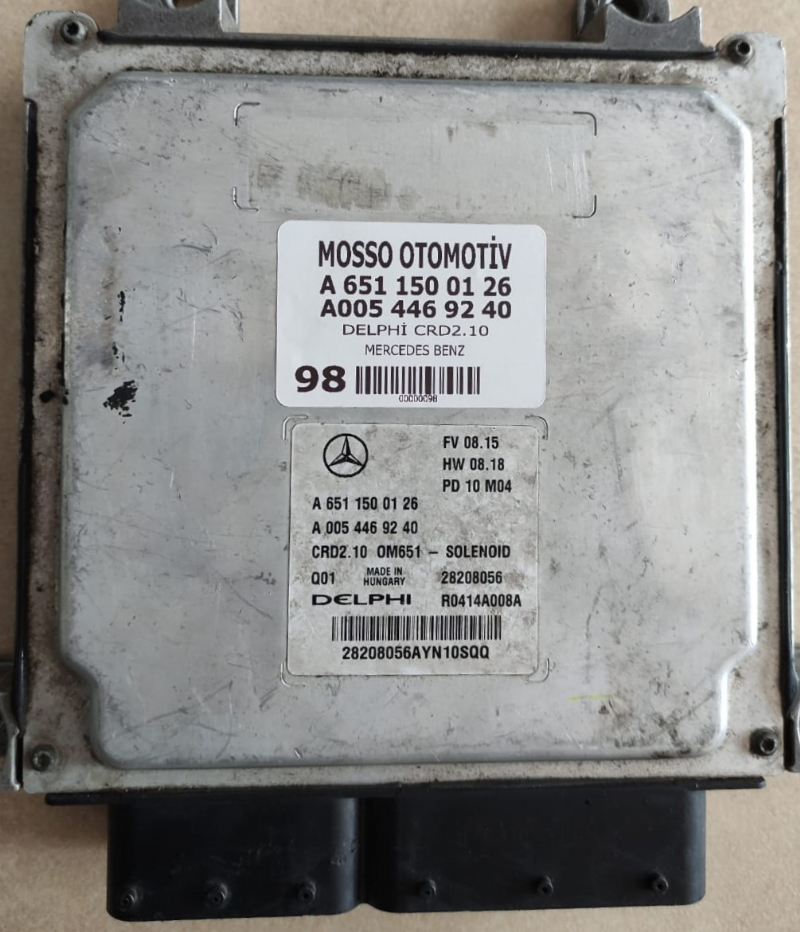 MOSSO OTOMOTİV
A 651 150 01 26
A005 446 92 40
DELPHİ CRD2.10
MERCEDES BENZ
98
00000098
FV 08.15
HW 08.18
PD 10 M04
A 651 150 01 26
A 005 446 92 40
CRD2.10 OM651 - SOLENOID
Q01 MADE IN HUNGARY 28208056
DELPHI R0414A008A
28208056AYN10SQQ